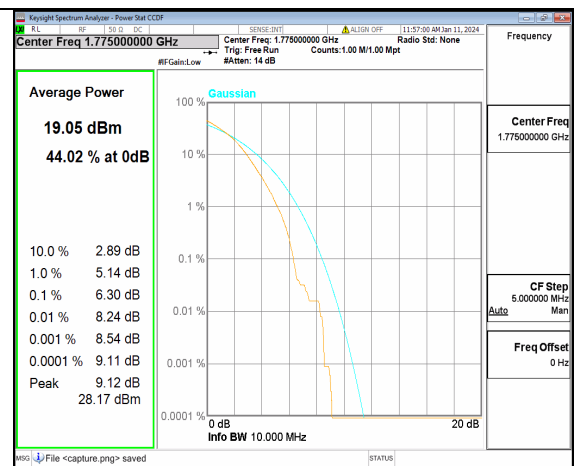 Keysight Spectrum Analyzer - Power Stat CCDF
LXI RL RF 50 Ω DC SENSE:INT ALIGN OFF 11:57:00 AM Jan 11, 2024
Center Freq 1.775000000 GHz
Center Freq: 1.775000000 GHz Radio Std: None
Trig: Free Run Counts:1.00 M/1.00 Mpt
#IFGain:Low #Atten: 14 dB
Frequency
Average Power
19.05 dBm
44.02 % at 0dB
10.0 % 2.89 dB
1.0 % 5.14 dB
0.1 % 6.30 dB
0.01 % 8.24 dB
0.001 % 8.54 dB
0.0001 % 9.11 dB
Peak 9.12 dB
28.17 dBm
Gaussian
100 %
10 %
1 %
0.1 %
0.01 %
0.001 %
0.0001 %
0 dB 20 dB
Info BW 10.000 MHz
Center Freq
1.775000000 GHz
CF Step
5.000000 MHz
Auto Man
Freq Offset
0 Hz
MSG File <capture.png> saved STATUS